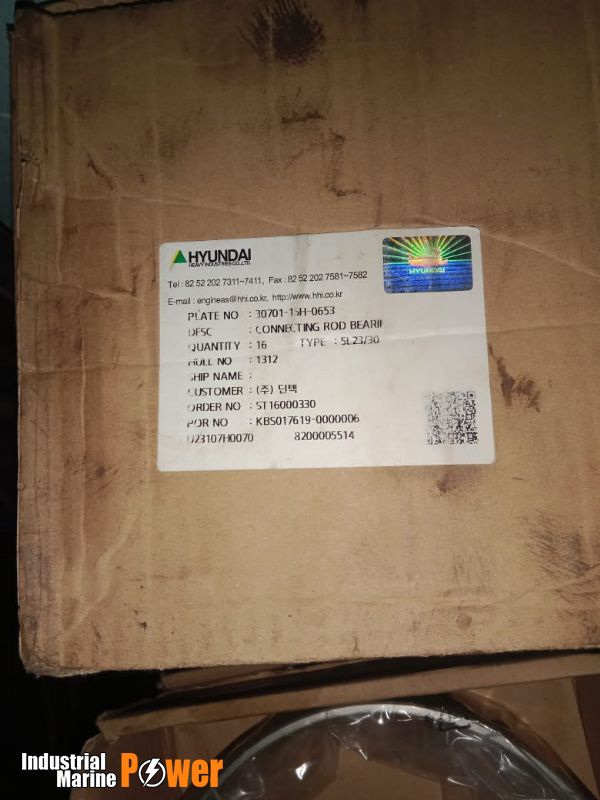 HYUNDAI
HEAVY INDUSTRIES CO.,LTD.
HYUNDAI
Tel : 82 52 202 7311~7411, Fax : 82 52 202 7581~7582
E-mail : engineas@hhi.co.kr, http://www.hhi.co.kr
PLATE NO : 30701-15H-0653
DESC : CONNECTING ROD BEARII
QUANTITY : 16 TYPE : 5L23/30
HULL NO : 1312
SHIP NAME :
CUSTOMER : (주) 딘텍
ORDER NO : ST16000330
POR NO : KBS017619-0000006
U23107H0070 8200005514
Industrial
Marine Power